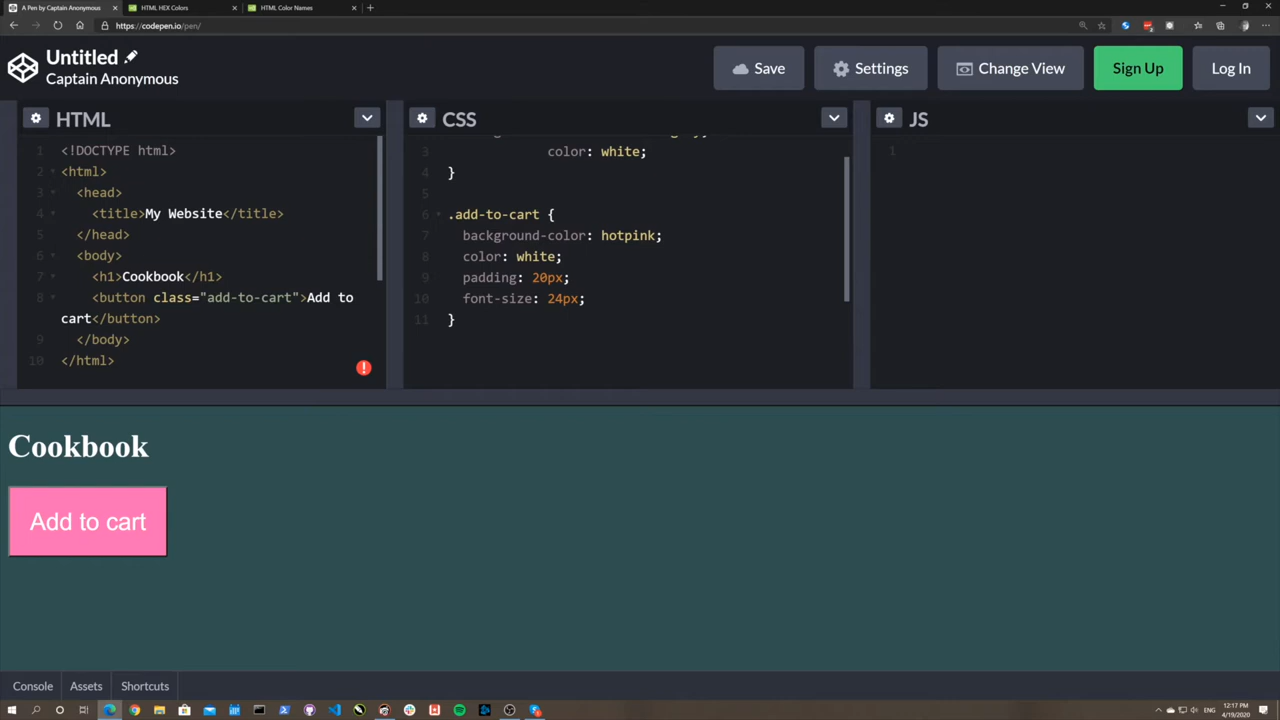 A Pen by Captain Anonymous
HTML HEX Colors
HTML Color Names
https://codepen.io/pen/
Untitled
Captain Anonymous
Save
Settings
Change View
Sign Up
Log In
HTML
1 <!DOCTYPE html>
2 <html>
3 <head>
4 <title>My Website</title>
5 </head>
6 <body>
7 <h1>Cookbook</h1>
8 <button class="add-to-cart">Add to
cart</button>
9 </body>
10 </html>
CSS
3 color: white;
4 }
5
6 .add-to-cart {
7 background-color: hotpink;
8 color: white;
9 padding: 20px;
10 font-size: 24px;
11 }
JS
1
Cookbook
Add to cart
Console
Assets
Shortcuts
ENG
12:17 PM
4/19/2020